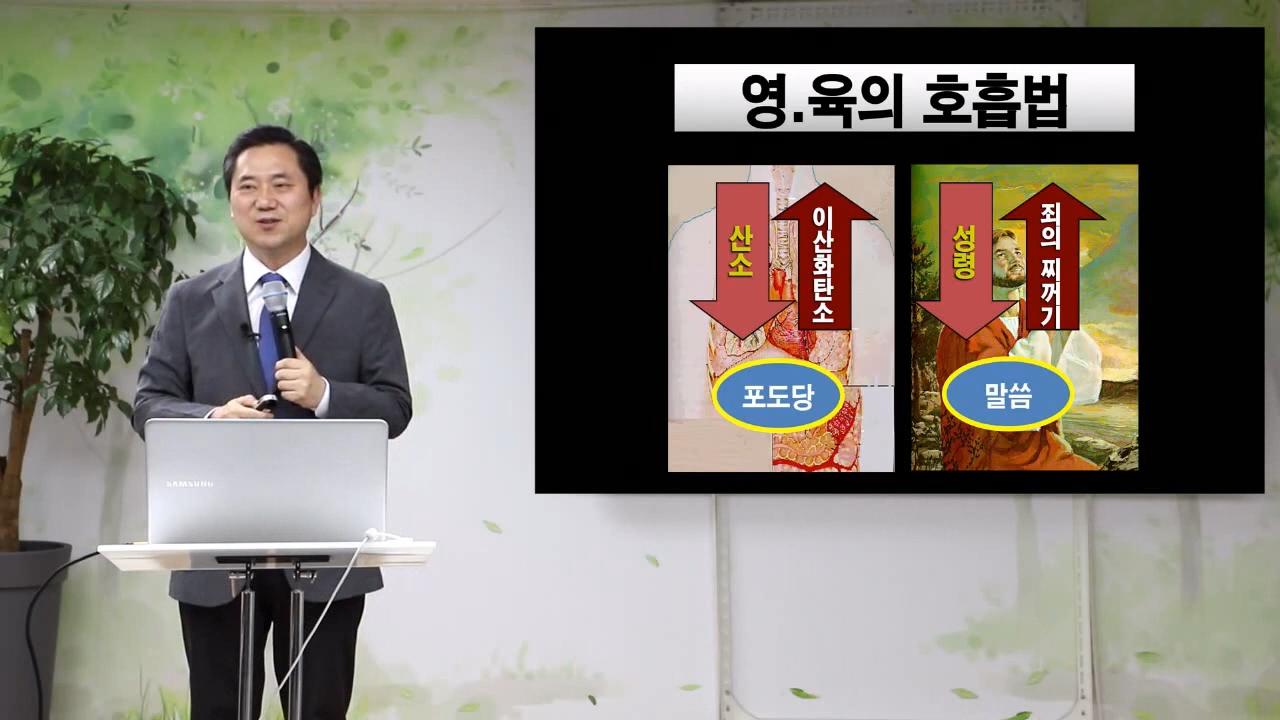 영.육의 호흡법
산소
이산화탄소
포도당
성령
죄의 찌꺼기
말씀
SAMSUNG